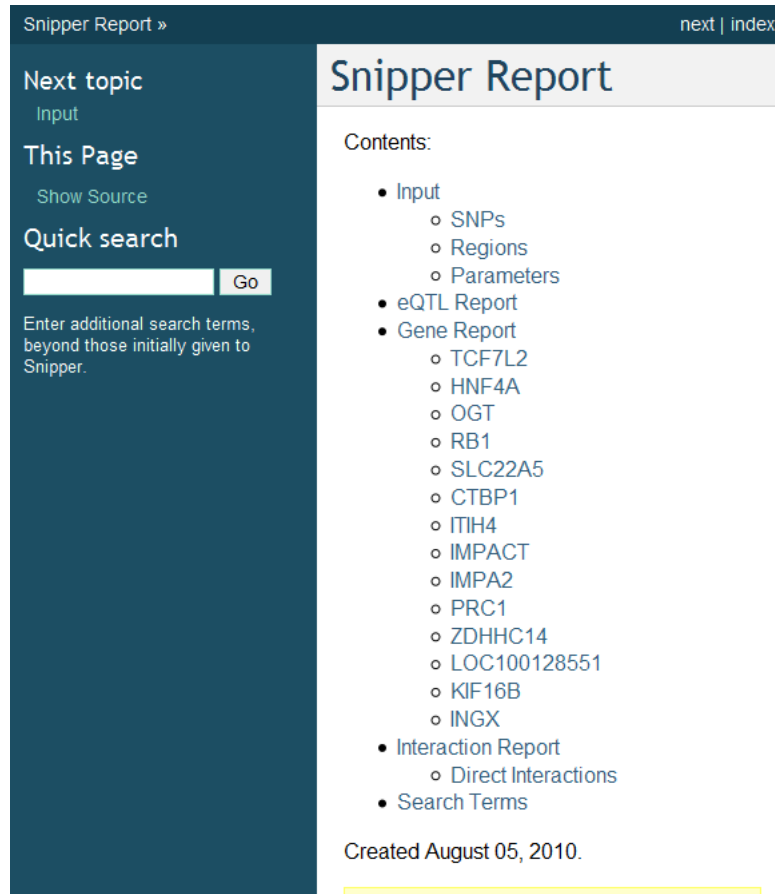 Snipper Report »
next | index
Next topic
Input
This Page
Show Source
Quick search
Go
Enter additional search terms,
beyond those initially given to
Snipper.
Snipper Report
Contents:
Input
SNPs
Regions
Parameters
eQTL Report
Gene Report
TCF7L2
HNF4A
OGT
RB1
SLC22A5
CTBP1
ITIH4
IMPACT
IMPA2
PRC1
ZDHHC14
LOC100128551
KIF16B
INGX
Interaction Report
Direct Interactions
Search Terms
Created August 05, 2010.